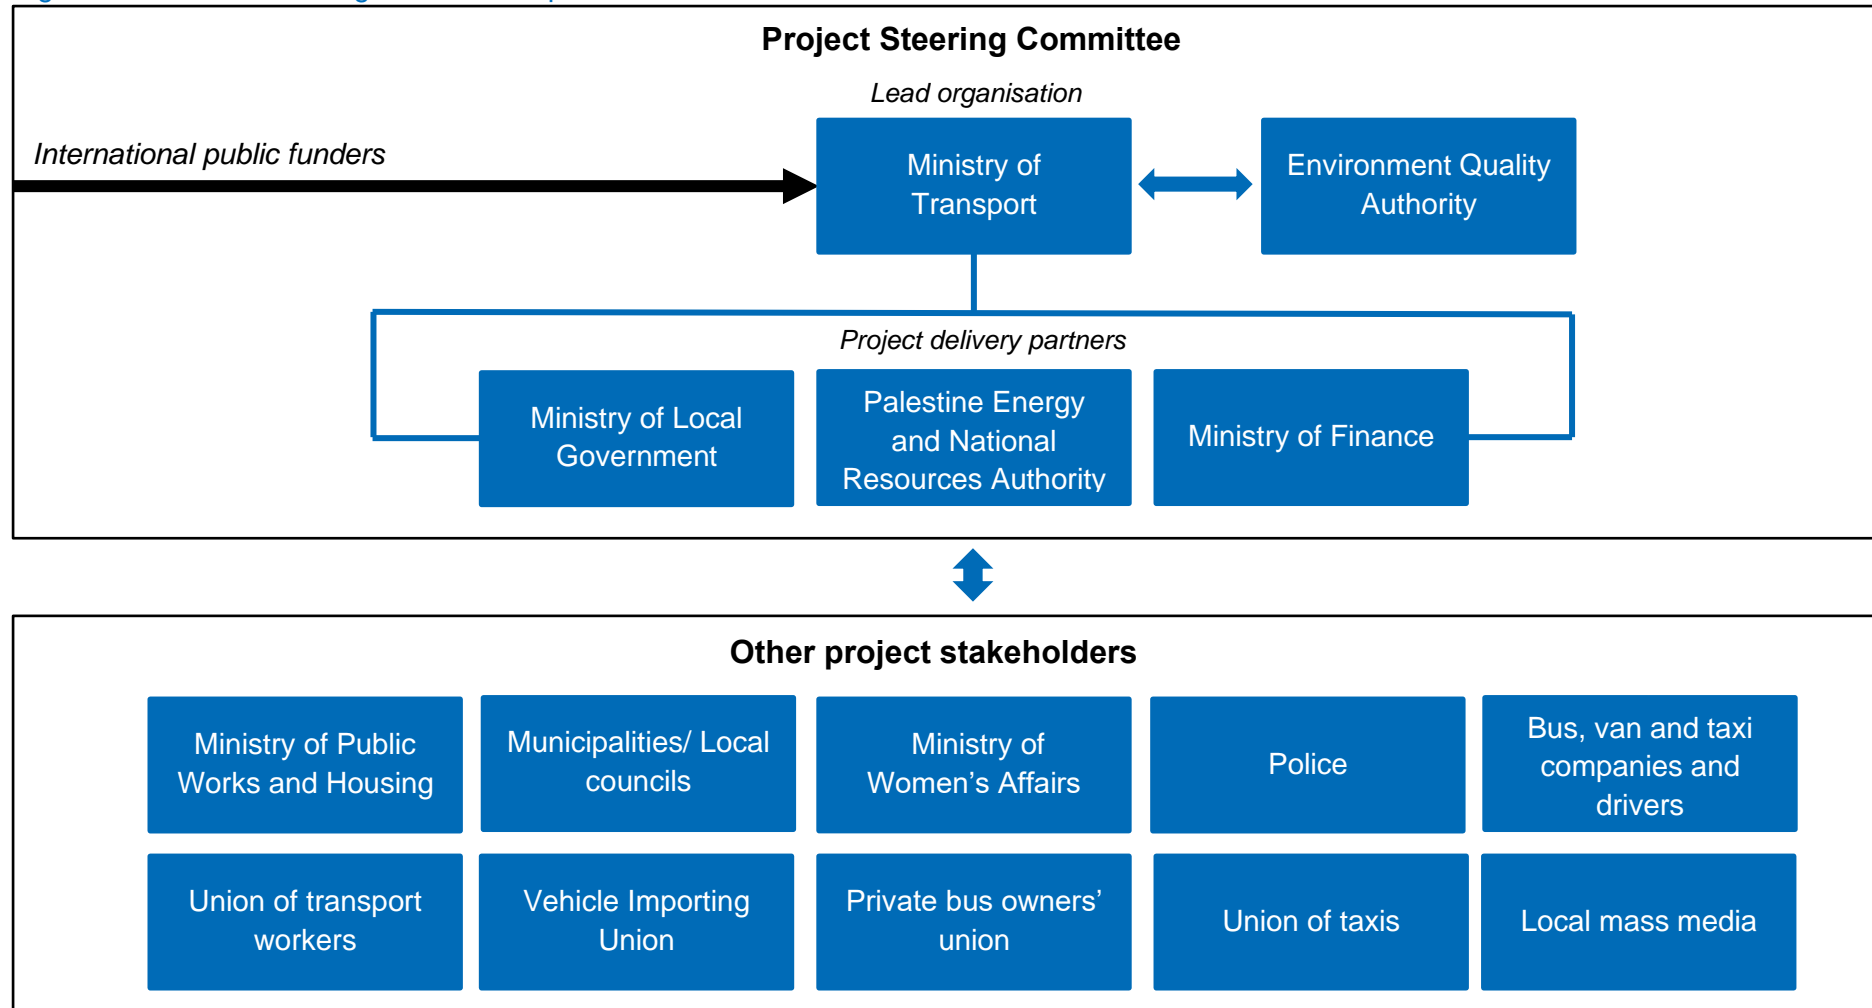 Project Steering Committee
Lead organisation
International public funders
Ministry of
Transport
Environment Quality
Authority
Project delivery partners
Ministry of Local
Government
Palestine Energy
and National
Resources Authority
Ministry of Finance
Other project stakeholders
Ministry of Public
Works and Housing
Municipalities/ Local
councils
Ministry of
Women’s Affairs
Police
Bus, van and taxi
companies and
drivers
Union of transport
workers
Vehicle Importing
Union
Private bus owners’
union
Union of taxis
Local mass media